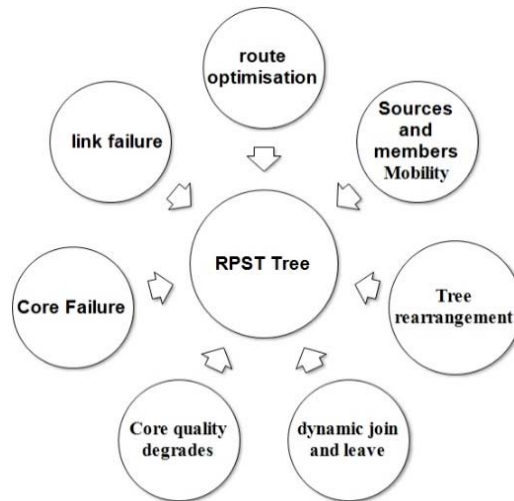 route
optimisation
Sources
and
members
Mobility
link failure
RPST Tree
Core Failure
Tree
rearrangement
Core quality
degrades
dynamic join
and leave